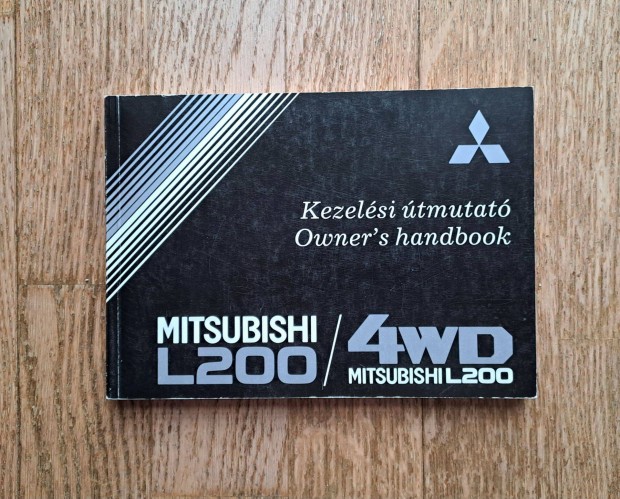 Kezelési útmutató
Owner's handbook
MITSUBISHI
L200
/
4WD
MITSUBISHI L200